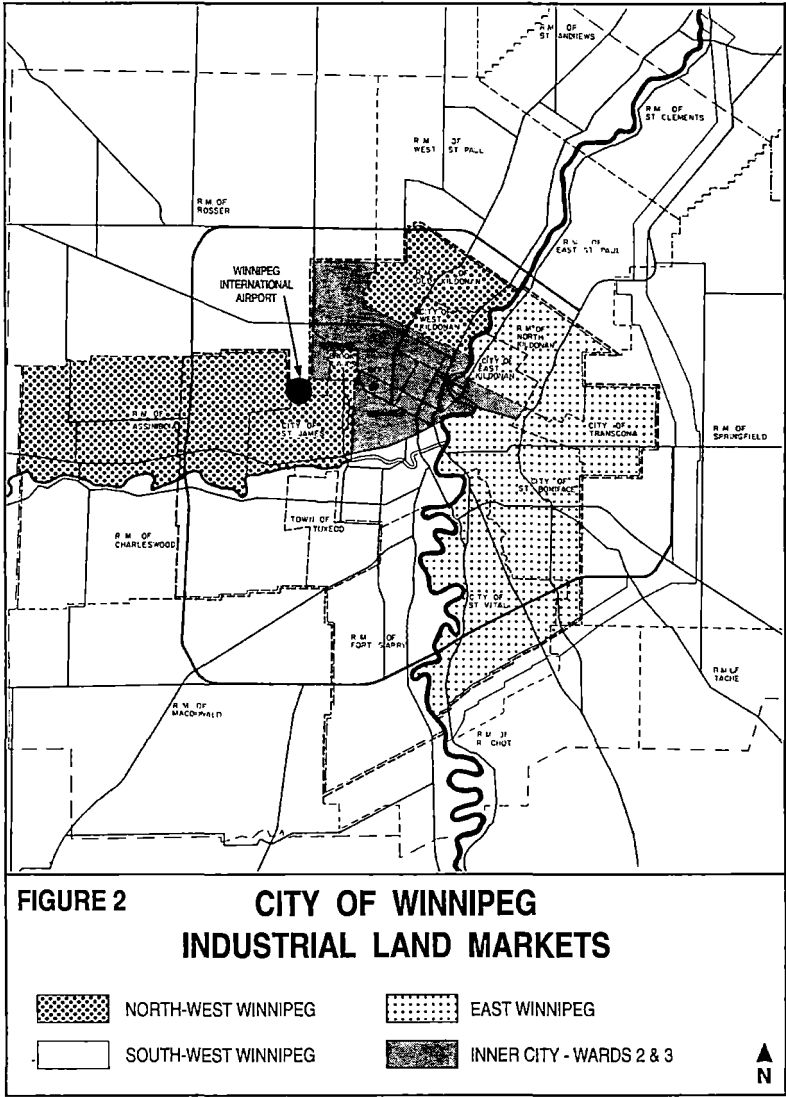 R M OF
ST ANDREWS
R M OF
ST CLEMENTS
R M OF
WEST ST PAUL
R M OF
ROSSER
R M OF
EAST ST PAUL
WINNIPEG
INTERNATIONAL
AIRPORT
OLD KILDONAN
CITY OF
WEST
KILDONAN
R M OF
NORTH
KILDONAN
CITY OF
EAST
KILDONAN
R M OF
CITY OF
ST JAMES
CITY OF
TRANSCONA
R M OF
SPRINGFIELD
CITY OF
ST BONIFACE
TOWN OF
TUXEDO
R M OF
CHARLESWOOD
CITY OF
ST VITAL
R M OF
FORT GARRY
R M OF
TACHE
R M OF
MACDONALD
R M OF
FIGURE 2
CITY OF WINNIPEG
INDUSTRIAL LAND MARKETS
NORTH-WEST WINNIPEG
EAST WINNIPEG
SOUTH-WEST WINNIPEG
INNER CITY - WARDS 2 & 3
N